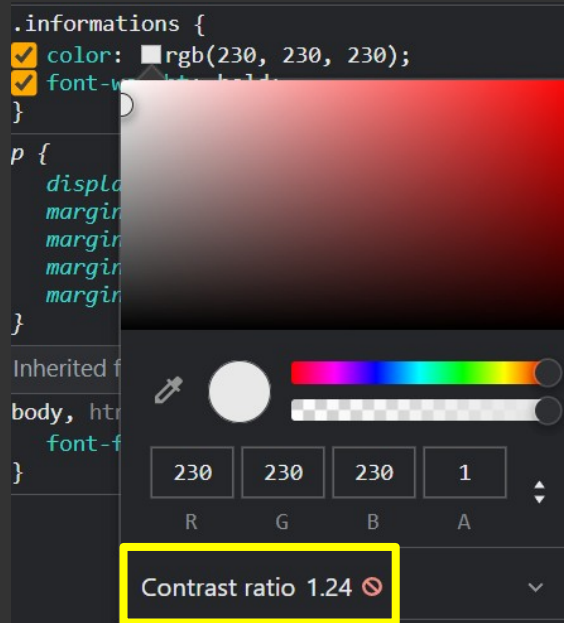 .informations {
color: rgb(230, 230, 230);
font-w
}
p {
displa
margin
margin
margin
margin
}
Inherited f
body, htm
font-f
}
230 230 230 1
R G B A
Contrast ratio 1.24